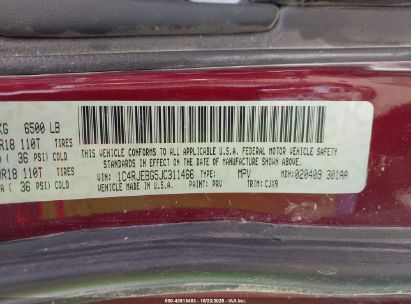 KG 6500 LB
R18 110T TIRES
( 36 PSI) COLD
R18 110T TIRES
A ( 36 PSI) COLD
THIS VEHICLE CONFORMS TO ALL APPLICABLE U.S.A. FEDERAL MOTOR VEHICLE SAFETY
STANDARDS IN EFFECT ON THE DATE OF MANUFACTURE SHOWN ABOVE.
VIN: 1C4RJEBG5JC311466 TYPE: MPV MDH: 020409 301AA
VEHICLE MADE IN U.S.A. PAINT: PRV TRIM: CJX9